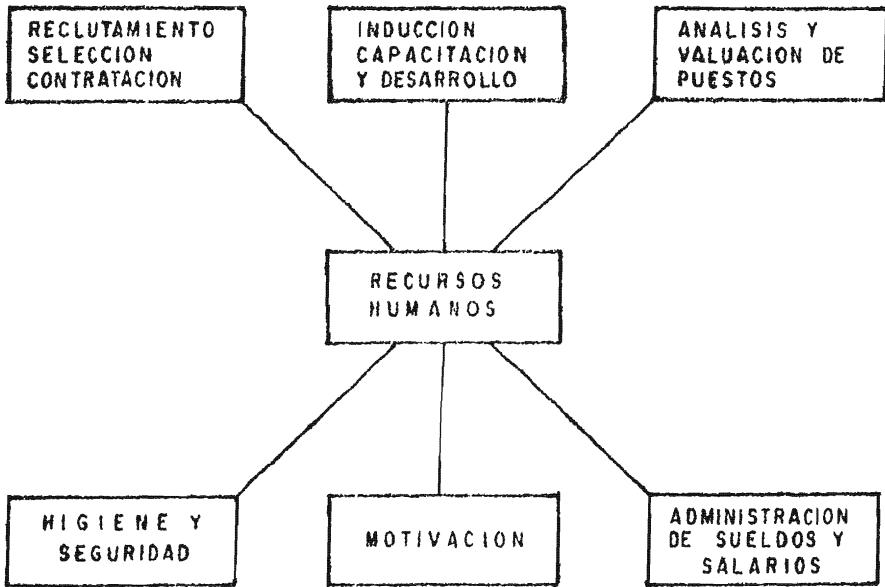 RECLUTAMIENTO
SELECCION
CONTRATACION
INDUCCION
CAPACITACION
Y DESARROLLO
ANALISIS Y
VALUACION DE
PUESTOS
RECURSOS
HUMANOS
HIGIENE Y
SEGURIDAD
MOTIVACION
ADMINISTRACION
DE SUELDOS Y
SALARIOS